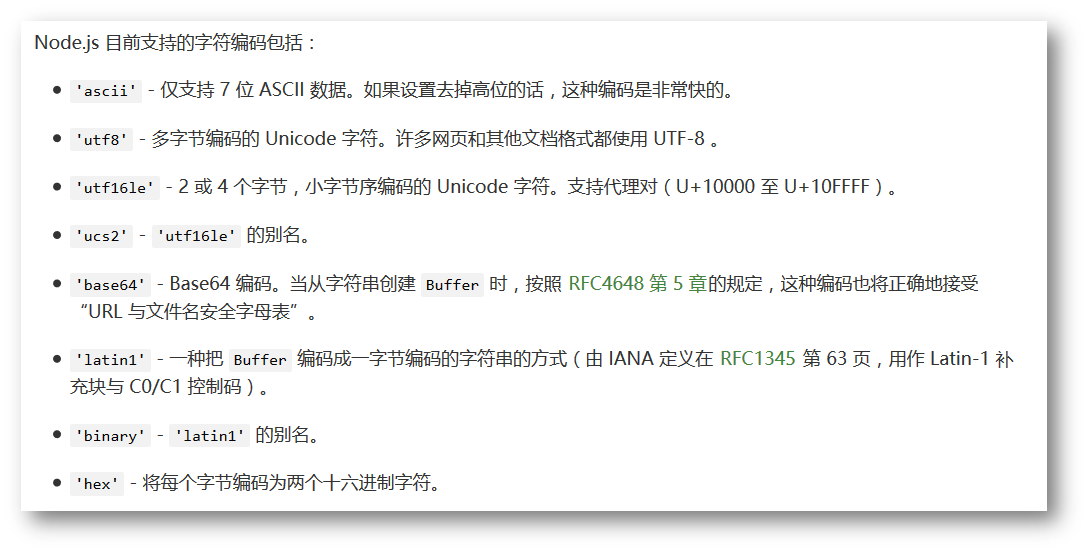 Node.js 目前支持的字符编码包括：
'ascii' - 仅支持 7 位 ASCII 数据。如果设置去掉高位的话，这种编码是非常快的。
'utf8' - 多字节编码的 Unicode 字符。许多网页和其他文档格式都使用 UTF-8 。
'utf16le' - 2 或 4 个字节，小字节序编码的 Unicode 字符。支持代理对（U+10000 至 U+10FFFF）。
'ucs2' - 'utf16le' 的别名。
'base64' - Base64 编码。当从字符串创建 Buffer 时，按照 RFC4648 第 5 章的规定，这种编码也将正确地接受
“URL 与文件名安全字母表”。
'latin1' - 一种把 Buffer 编码成一字节编码的字符串的方式（由 IANA 定义在 RFC1345 第 63 页，用作 Latin-1 补
充块与 C0/C1 控制码）。
'binary' - 'latin1' 的别名。
'hex' - 将每个字节编码为两个十六进制字符。